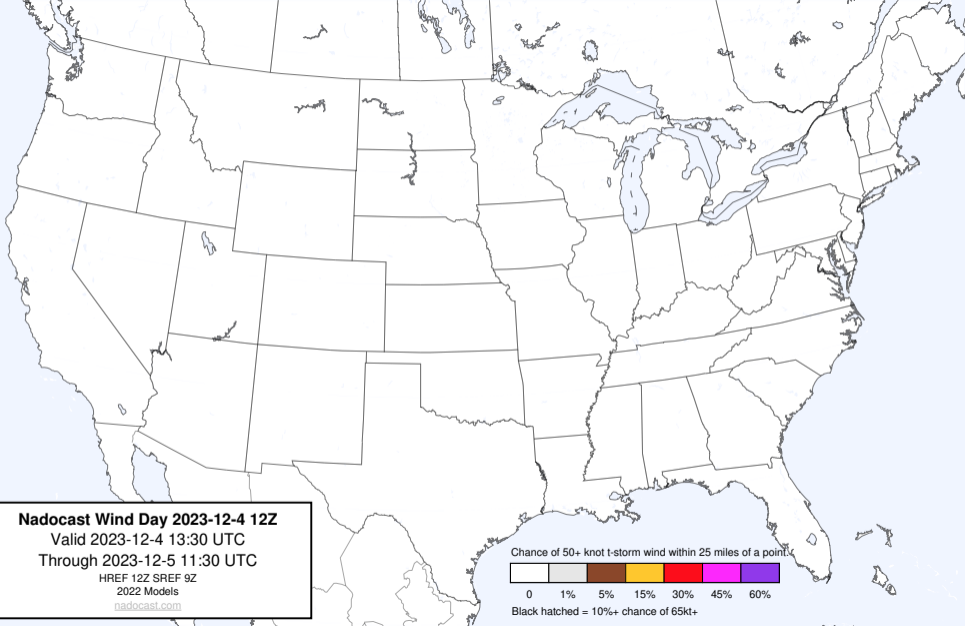 Nadocast Wind Day 2023-12-4 12Z
Valid 2023-12-4 13:30 UTC
Through 2023-12-5 11:30 UTC
HREF 12Z SREF 9Z
2022 Models
nadocast.com
Chance of 50+ knot t-storm wind within 25 miles of a point.
0 1% 5% 15% 30% 45% 60%
Black hatched = 10%+ chance of 65kt+